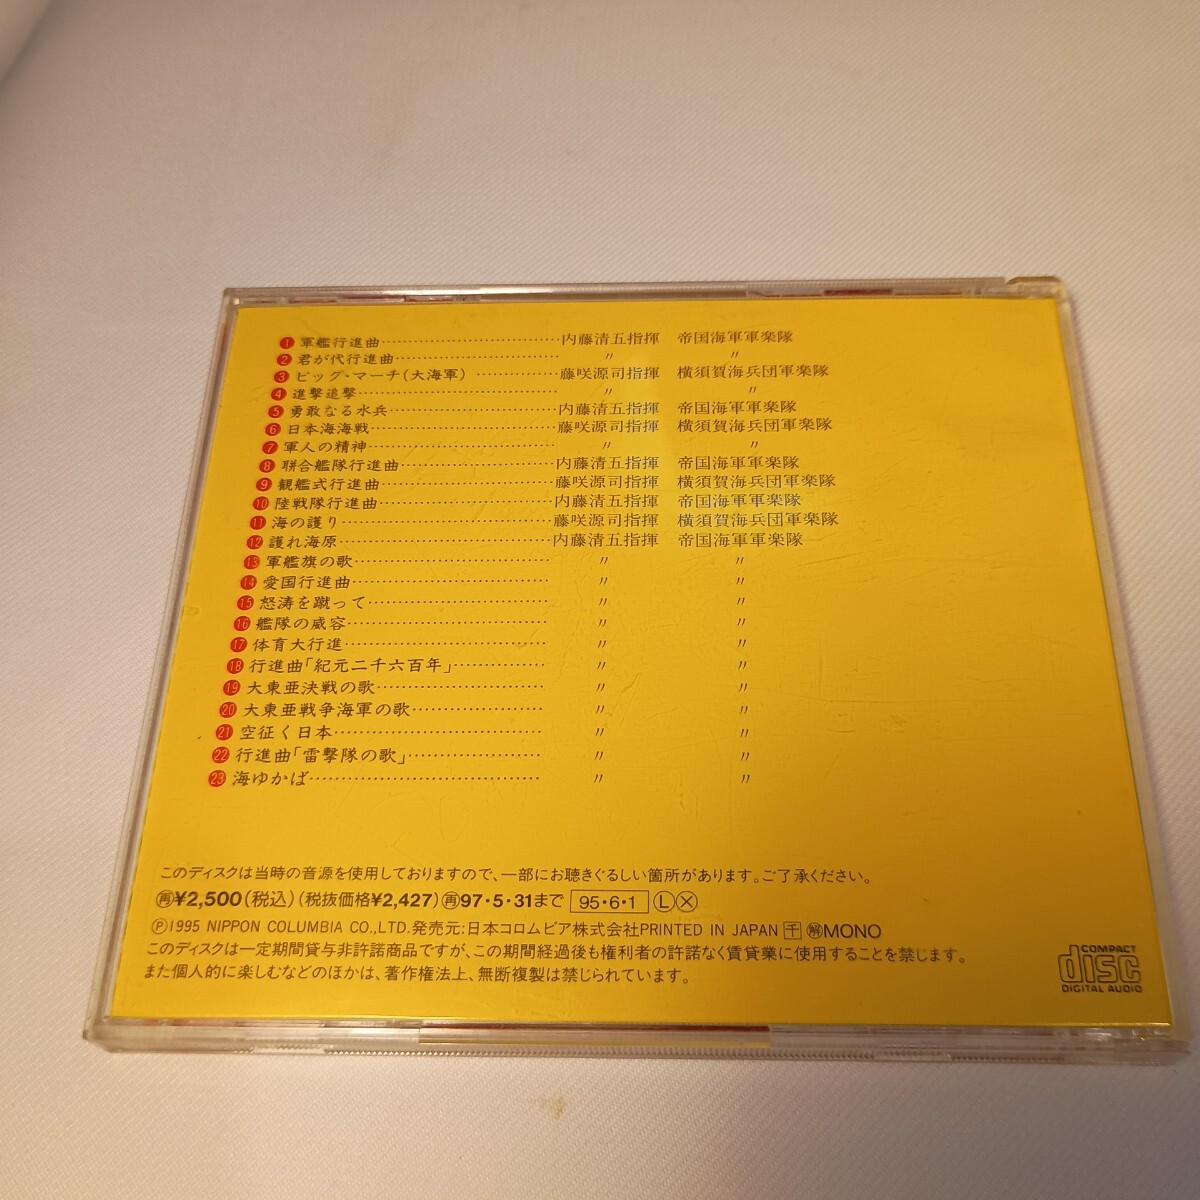 1 軍艦行進曲……………………………内藤清五指揮 帝国海軍軍楽隊
2 君が代行進曲………………………… 〃 〃
3 ビッグ・マーチ(大海軍) ……………藤咲源司指揮 横須賀海兵団軍楽隊
4 進撃追撃……………………………… 〃 〃
5 勇敢なる水兵…………………………内藤清五指揮 帝国海軍軍楽隊
6 日本海海戦……………………………藤咲源司指揮 横須賀海兵団軍楽隊
7 軍人の精神…………………………… 〃 〃
8 聯合艦隊行進曲………………………内藤清五指揮 帝国海軍軍楽隊
9 観艦式行進曲…………………………藤咲源司指揮 横須賀海兵団軍楽隊
10 陸戦隊行進曲…………………………内藤清五指揮 帝国海軍軍楽隊
11 海の護り………………………………藤咲源司指揮 横須賀海兵団軍楽隊
12 護れ海原………………………………内藤清五指揮 帝国海軍軍楽隊
13 軍艦旗の歌…………………………… 〃 〃
14 愛国行進曲…………………………… 〃 〃
15 怒涛を蹴って………………………… 〃 〃
16 艦隊の威容…………………………… 〃 〃
17 体育大行進…………………………… 〃 〃
18 行進曲「紀元二千六百年」…………… 〃 〃
19 大東亜決戦の歌……………………… 〃 〃
20 大東亜戦争海軍の歌………………… 〃 〃
21 空征く日本…………………………… 〃 〃
22 行進曲「雷撃隊の歌」………………… 〃 〃
23 海ゆかば……………………………… 〃 〃
このディスクは当時の音源を使用しておりますので、一部にお聴きぐるしい箇所があります。ご了承ください。
㊢¥2,500(税込)(税抜価格¥2,427)再97・5・31まで 95・6・1 Ⓛ Ⓧ
Ⓟ1995 NIPPON COLUMBIA CO.,LTD. 発売元:日本コロムビア株式会社PRINTED IN JAPAN 千 解MONO
このディスクは一定期間貸与非許諾商品ですが、この期間経過後も権利者の許諾なく賃貸業に使用することを禁じます。
また個人的に楽しむなどのほかは、著作権法上、無断複製は禁じられています。
COMPACT
disc
DIGITAL AUDIO